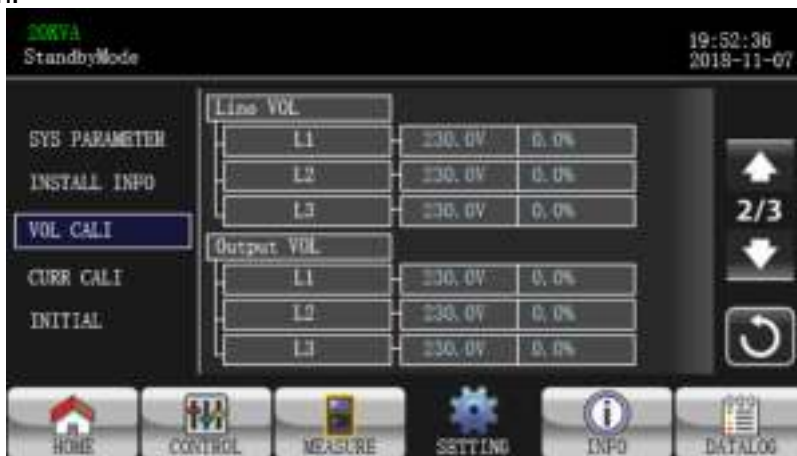 20KVA
StandbyMode
19:52:36
2018-11-07
SYS PARAMETER
INSTALL INFO
VOL CALI
CURR CALI
INITIAL
Line VOL
L1 230.0V 0.0%
L2 230.0V 0.0%
L3 230.0V 0.0%
Output VOL
L1 230.0V 0.0%
L2 230.0V 0.0%
L3 230.0V 0.0%
2/3
HOME CONTROL MEASURE SETTING INFO DATALOG